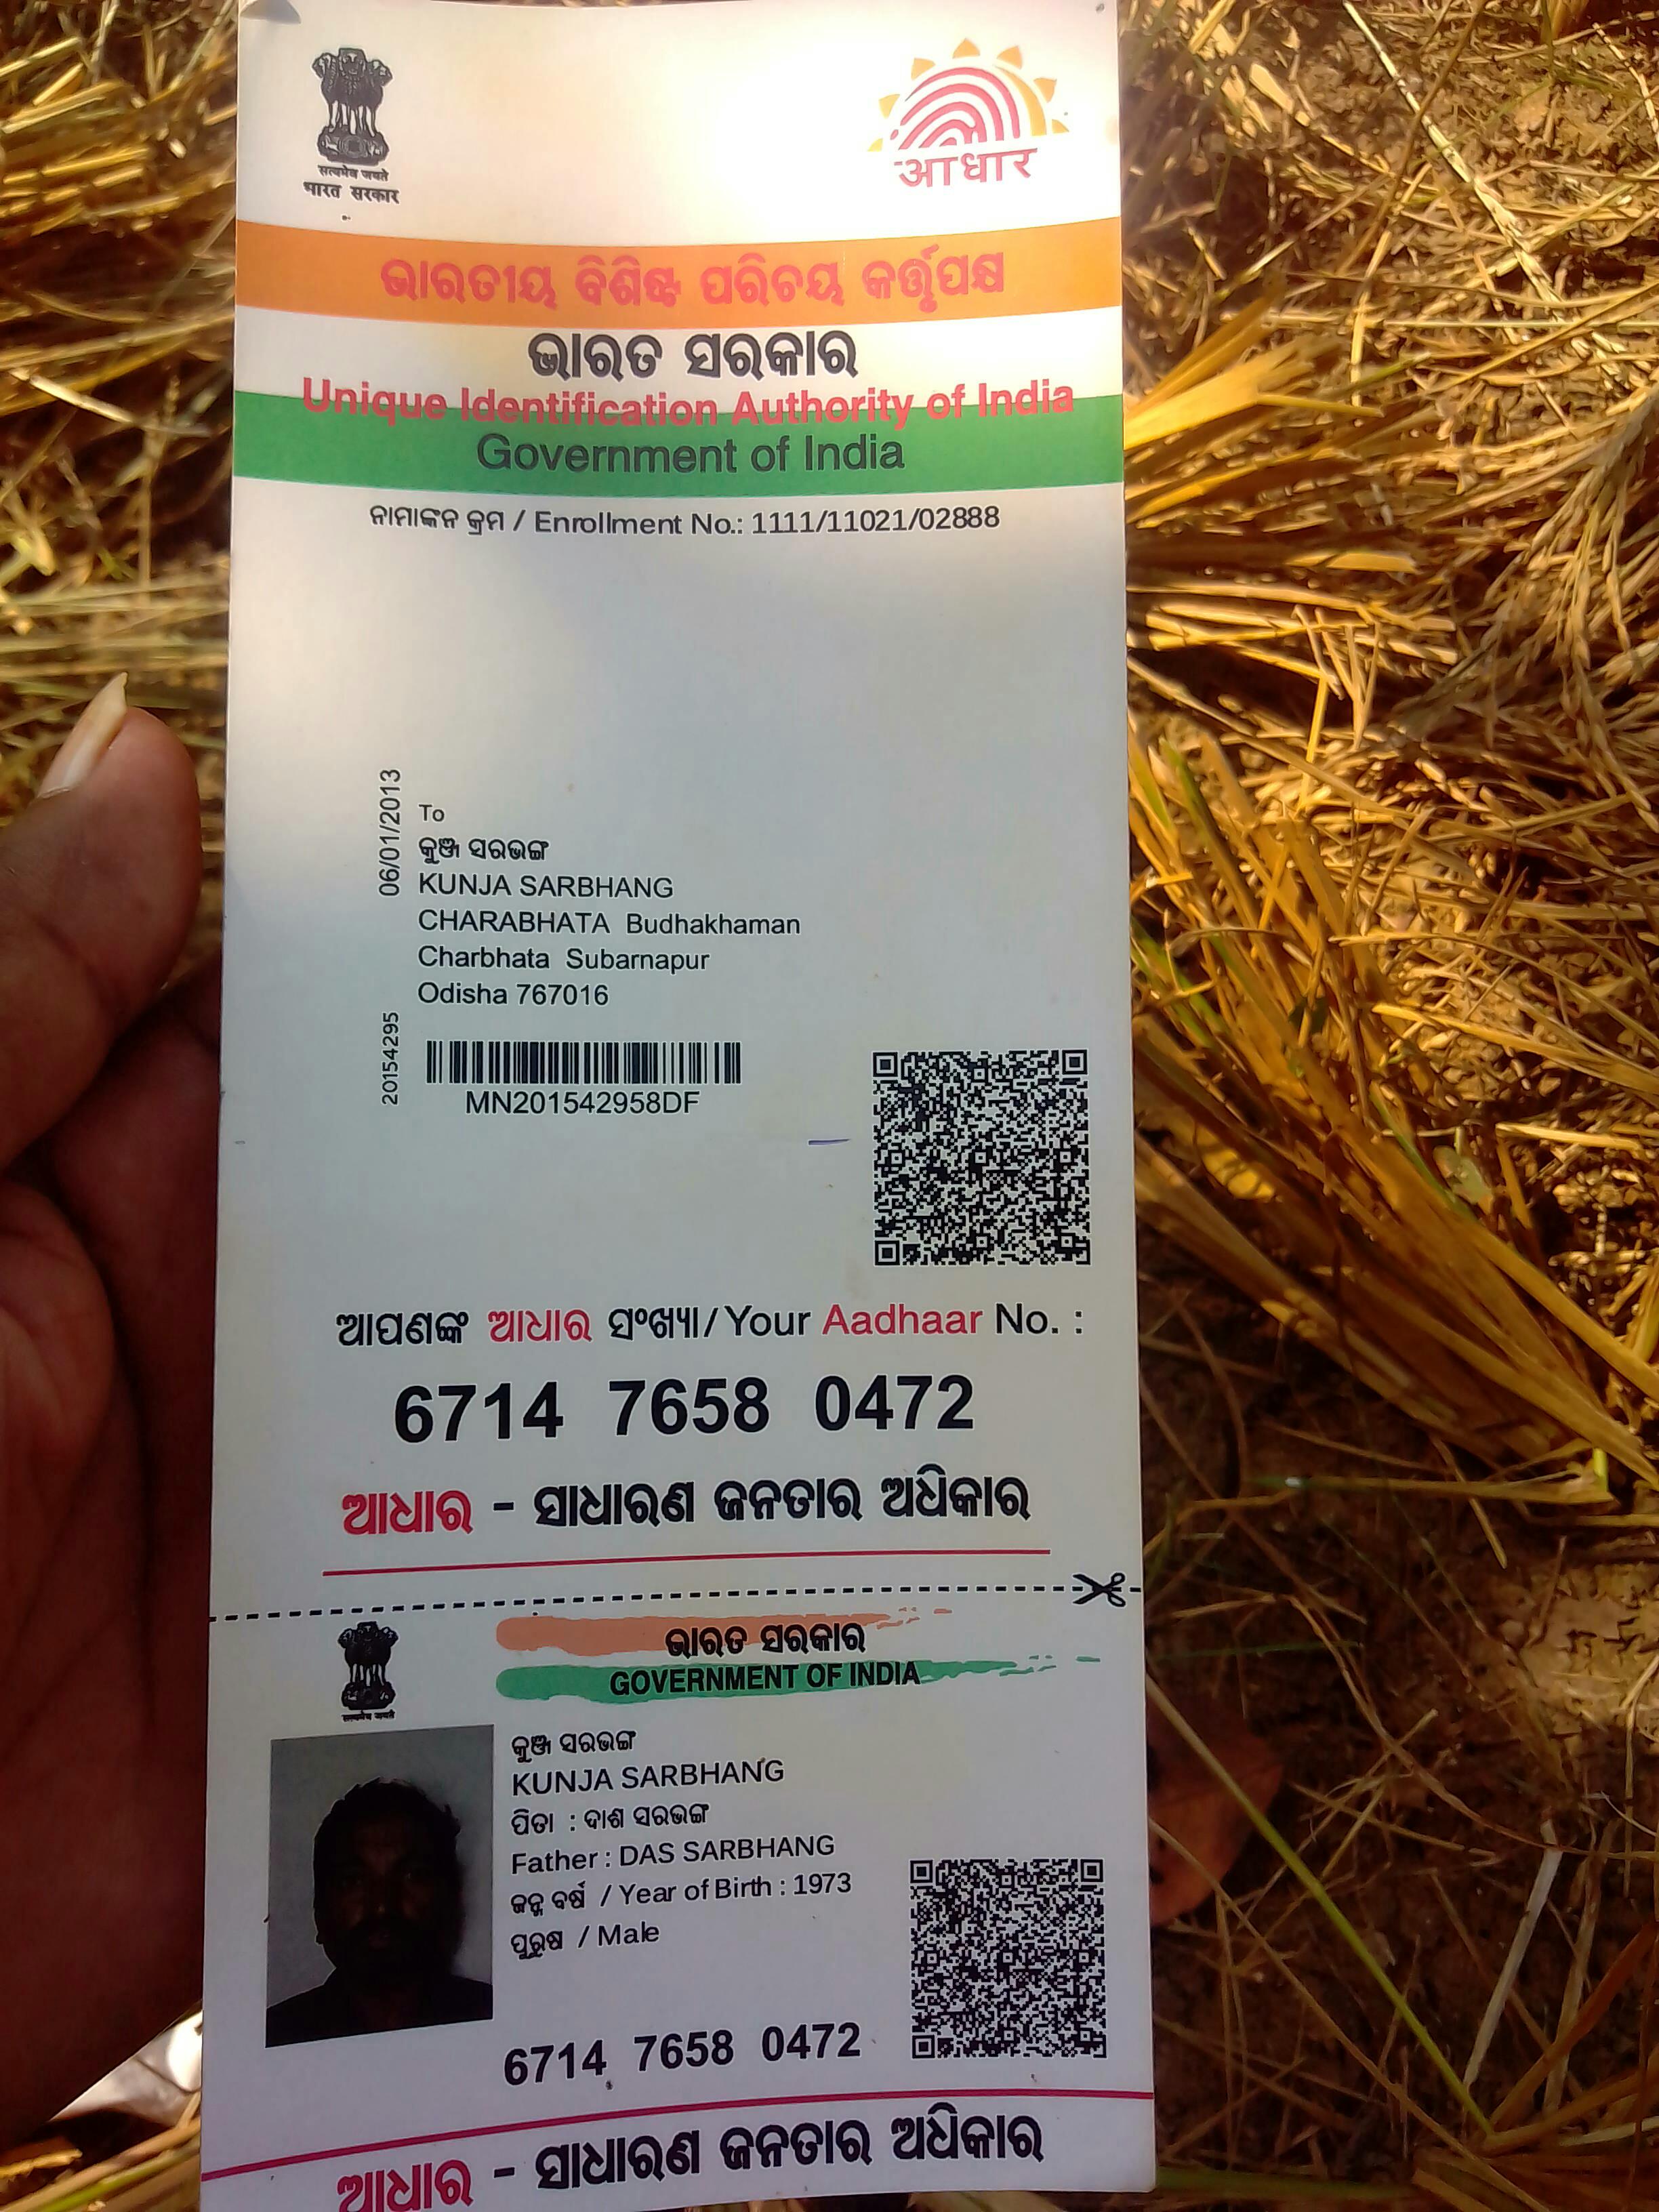 सत्यमेव जयते
भारत सरकार
आधार
ଭାରତୀୟ ବିଶିଷ୍ଟ ପରିଚୟ କର୍ତ୍ତୃପକ୍ଷ
ଭାରତ ସରକାର
Unique Identification Authority of India
Government of India
ନାମାଙ୍କନ କ୍ରମ / Enrollment No.: 1111/11021/02888
06/01/2013
To
କୁଞ୍ଜ ସରଭଙ୍ଗ
KUNJA SARBHANG
CHARABHATA Budhakhaman
Charbhata Subarnapur
Odisha 767016
20154295
MN201542958DF
ଆପଣଙ୍କ ଆଧାର ସଂଖ୍ୟା/Your Aadhaar No. :
6714 7658 0472
ଆଧାର - ସାଧାରଣ ଜନତାର ଅଧିକାର
ଭାରତ ସରକାର
GOVERNMENT OF INDIA
सत्यमेव जयते
କୁଞ୍ଜ ସରଭଙ୍ଗ
KUNJA SARBHANG
ପିତା : ଦାଶ ସରଭଙ୍ଗ
Father : DAS SARBHANG
ଜନ୍ମ ବର୍ଷ / Year of Birth : 1973
ପୁରୁଷ / Male
6714 7658 0472
ଆଧାର - ସାଧାରଣ ଜନତାର ଅଧିକାର